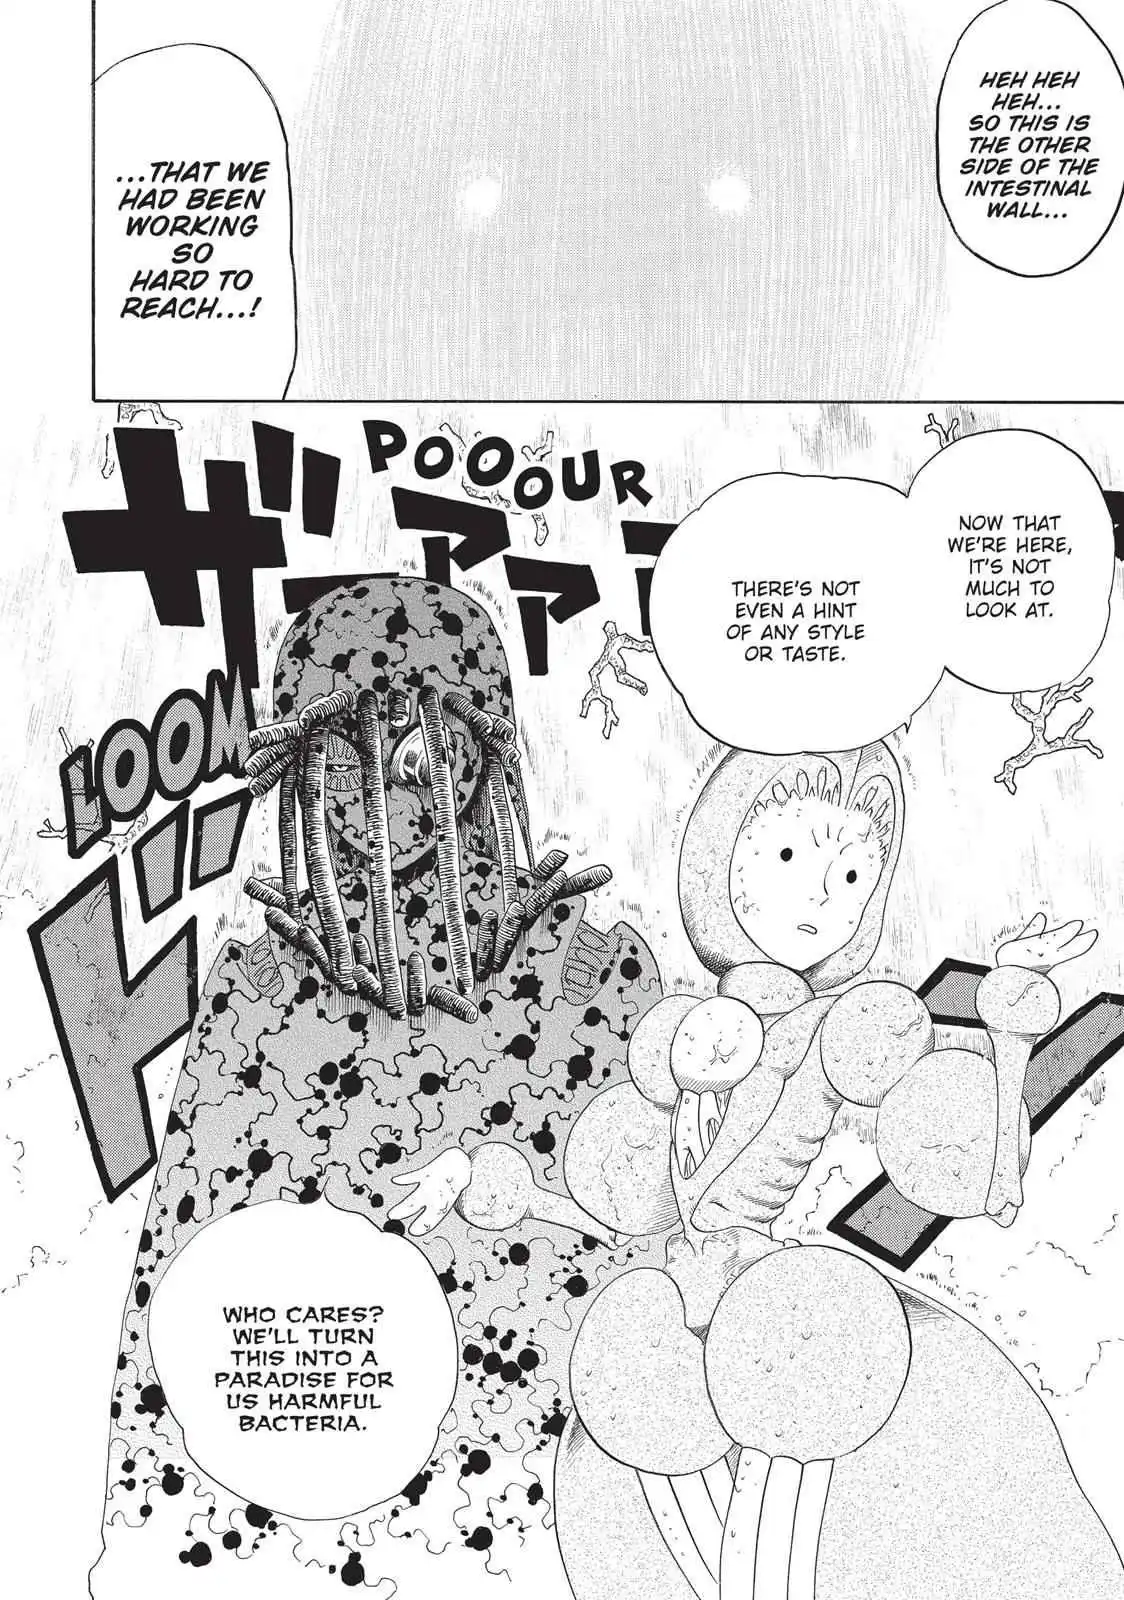 HEH HEH
HEH...
SO THIS IS
THE OTHER
SIDE OF THE
INTESTINAL
WALL...
...THAT WE
HAD BEEN
WORKING
SO
HARD TO
REACH...!
POOOUR
ザァァァ
NOW THAT
WE'RE HERE,
IT'S NOT
MUCH TO
LOOK AT.
THERE'S NOT
EVEN A HINT
OF ANY STYLE
OR TASTE.
LOOM
ド
WHO CARES?
WE'LL TURN
THIS INTO A
PARADISE FOR
US HARMFUL
BACTERIA.